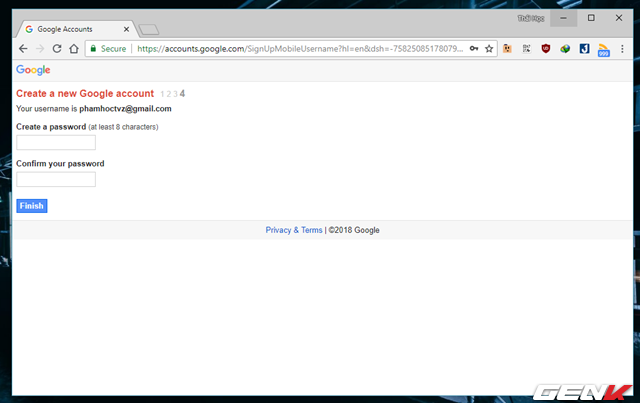 Thái Học
Google Accounts
Secure https://accounts.google.com/SignUpMobileUsername?hl=en&dsh=-75825085178079...
999
Google
Create a new Google account 1 2 3 4
Your username is phamhoctvz@gmail.com
Create a password (at least 8 characters)
Confirm your password
Finish
Privacy & Terms | ©2018 Google
GENK